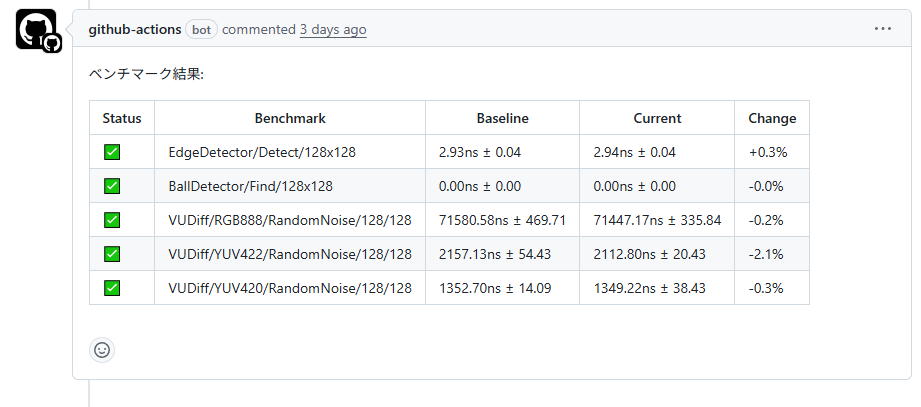 github-actions bot commented 3 days ago
ベンチマーク結果:
Status Benchmark Baseline Current Change
✅ EdgeDetector/Detect/128x128 2.93ns ± 0.04 2.94ns ± 0.04 +0.3%
✅ BallDetector/Find/128x128 0.00ns ± 0.00 0.00ns ± 0.00 -0.0%
✅ VUDiff/RGB888/RandomNoise/128/128 71580.58ns ± 469.71 71447.17ns ± 335.84 -0.2%
✅ VUDiff/YUV422/RandomNoise/128/128 2157.13ns ± 54.43 2112.80ns ± 20.43 -2.1%
✅ VUDiff/YUV420/RandomNoise/128/128 1352.70ns ± 14.09 1349.22ns ± 38.43 -0.3%